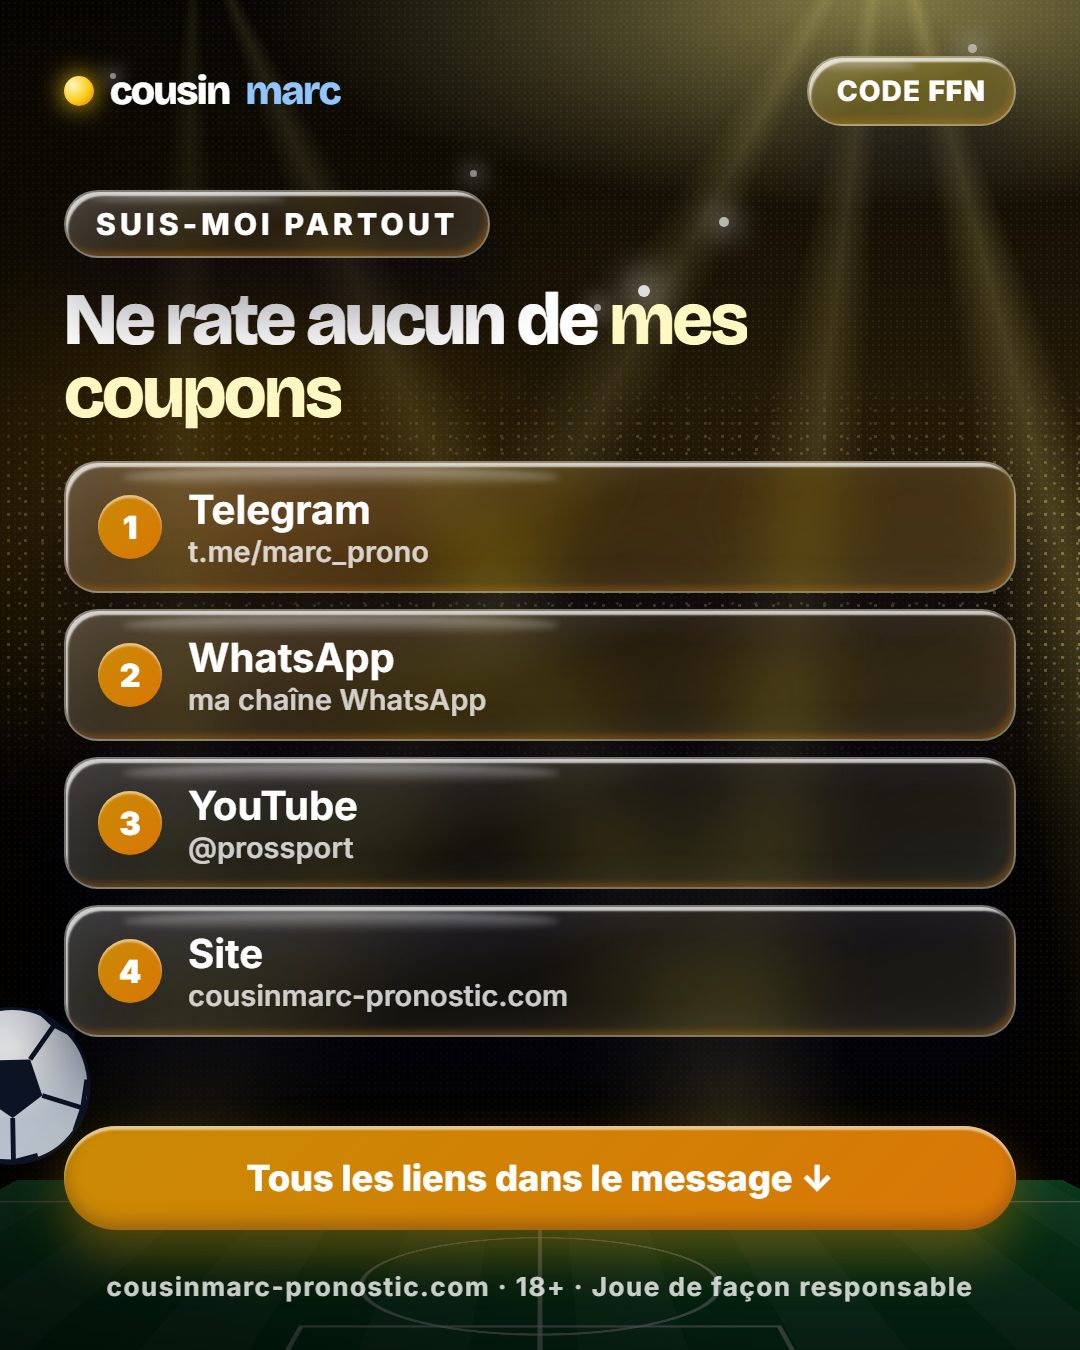 cousin marc
CODE FFN
SUIS-MOI PARTOUT
Ne rate aucun de mes
coupons
1
Telegram
t.me/marc_prono
2
WhatsApp
ma chaîne WhatsApp
3
YouTube
@prossport
4
Site
cousinmarc-pronostic.com
Tous les liens dans le message ↓
cousinmarc-pronostic.com · 18+ · Joue de façon responsable